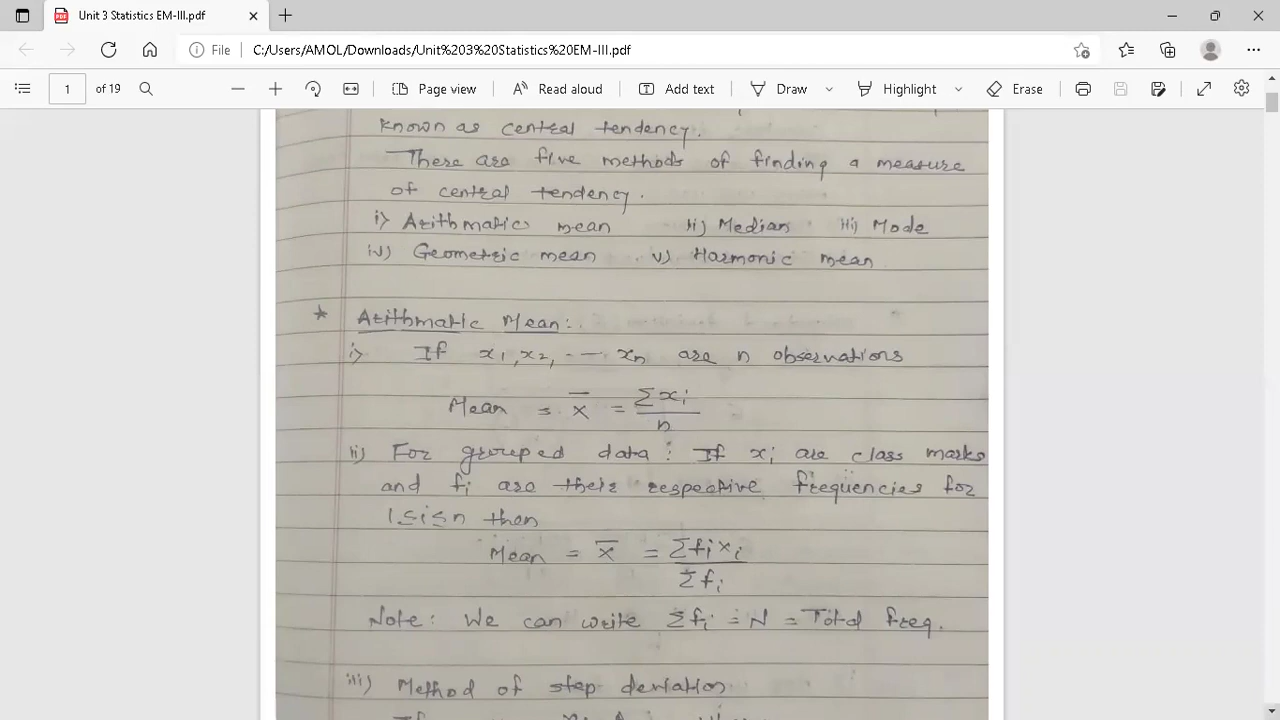 Unit 3 Statistics EM-III.pdf
File C:/Users/AMOL/Downloads/Unit%203%20Statistics%20EM-III.pdf
1 of 19 Page view Read aloud Add text Draw Highlight Erase
known as central tendency.
There are five methods of finding a measure
of central tendency.
i) Arithmatic mean ii) Median iii) Mode
iv) Geometric mean v) Harmonic mean
* Arithmatic Mean:
i) If x₁, x₂, --- xₙ are n observations
Mean = x̄ = Σxᵢ / n
ii) For grouped data: If xᵢ are class marks
and fᵢ are their respective frequencies for
1≤i≤n then
Mean = x̄ = Σfᵢxᵢ / Σfᵢ
Note: We can write Σfᵢ = N = Total freq.
iii) Method of step deviation